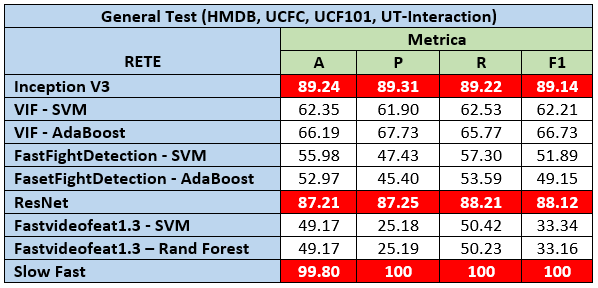 General Test (HMDB, UCFC, UCF101, UT-Interaction)
RETE Metrica
A P R F1
Inception V3 89.24 89.31 89.22 89.14
VIF - SVM 62.35 61.90 62.53 62.21
VIF - AdaBoost 66.19 67.73 65.77 66.73
FastFightDetection - SVM 55.98 47.43 57.30 51.89
FasetFightDetection - AdaBoost 52.97 45.40 53.59 49.15
ResNet 87.21 87.25 88.21 88.12
Fastvideofeat1.3 - SVM 49.17 25.18 50.42 33.34
Fastvideofeat1.3 – Rand Forest 49.17 25.19 50.23 33.16
Slow Fast 99.80 100 100 100